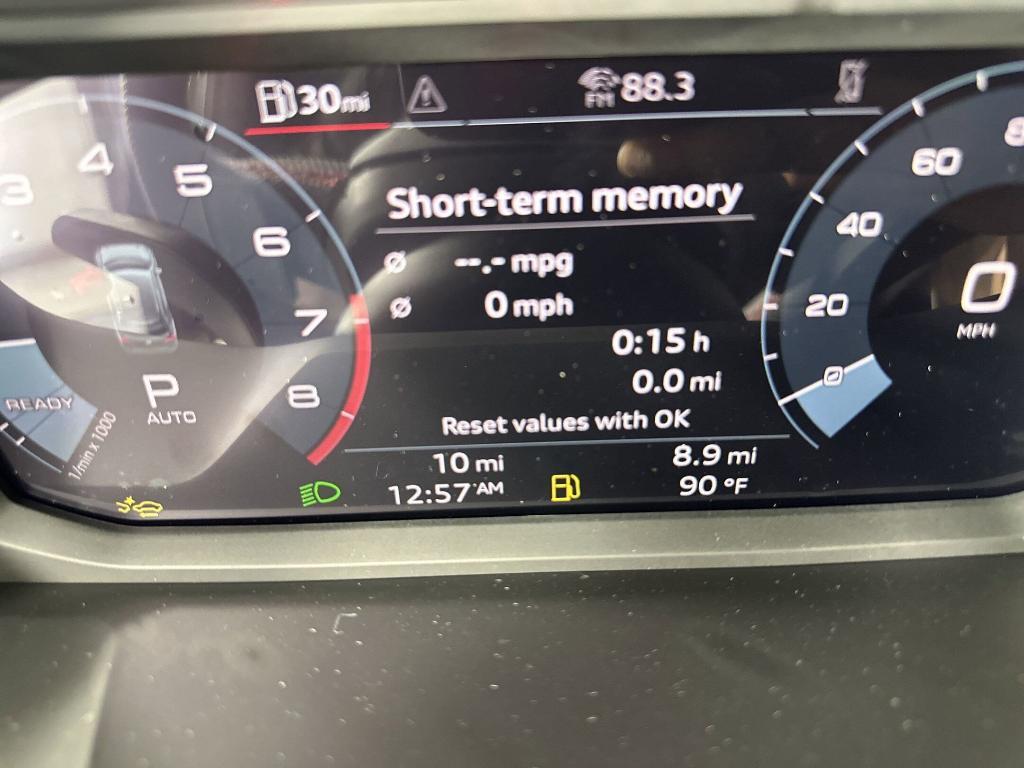 30mi
FM 88.3
3 4 5 6 7 8
READY
1/min x 1000
P
AUTO
Short-term memory
Ø --.- mpg
Ø 0 mph
0:15 h
0.0 mi
Reset values with OK
10 mi 8.9 mi
12:57 AM 90 °F
20 40 60
0
MPH